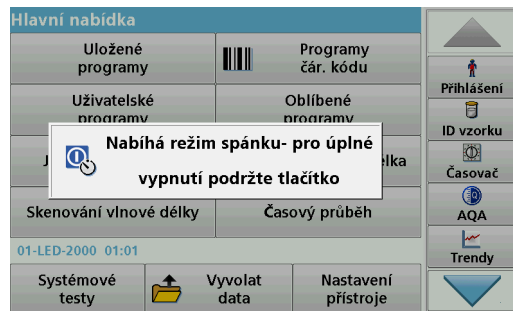 Hlavní nabídka
Uložené
programy
Programy
čár. kódu
Uživatelské
programy
Oblíbené
programy
Nabíhá režim spánku- pro úplné
vypnutí podržte tlačítko
Skenování vlnové délky
Časový průběh
01-LED-2000 01:01
Systémové
testy
Vyvolat
data
Nastavení
přístroje
Přihlášení
ID vzorku
Časovač
AQA
Trendy